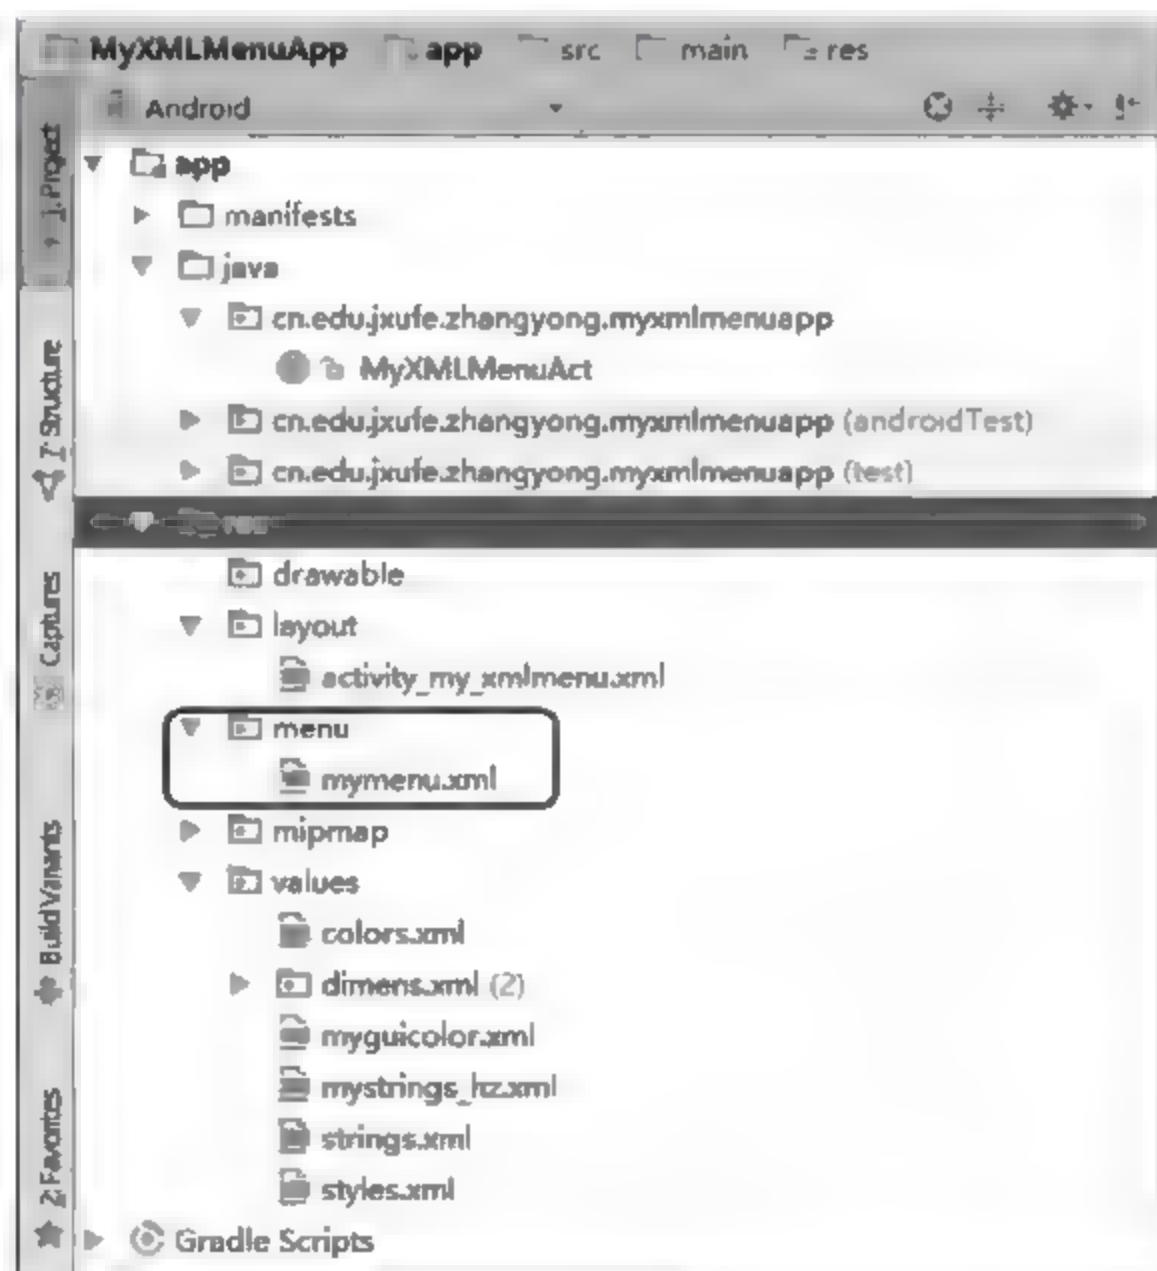 MyXMLMenuApp app src main res
Android
app
manifests
java
cn.edu.jxufe.zhangyong.myxmlmenuapp
MyXMLMenuAct
cn.edu.jxufe.zhangyong.myxmlmenuapp (androidTest)
cn.edu.jxufe.zhangyong.myxmlmenuapp (test)
res
drawable
layout
activity_my_xmlmenu.xml
menu
mymenu.xml
mipmap
values
colors.xml
dimens.xml (2)
myguicolor.xml
mystrings_hz.xml
strings.xml
styles.xml
Gradle Scripts
1: Project
7: Structure
Captures
Build Variants
2: Favorites